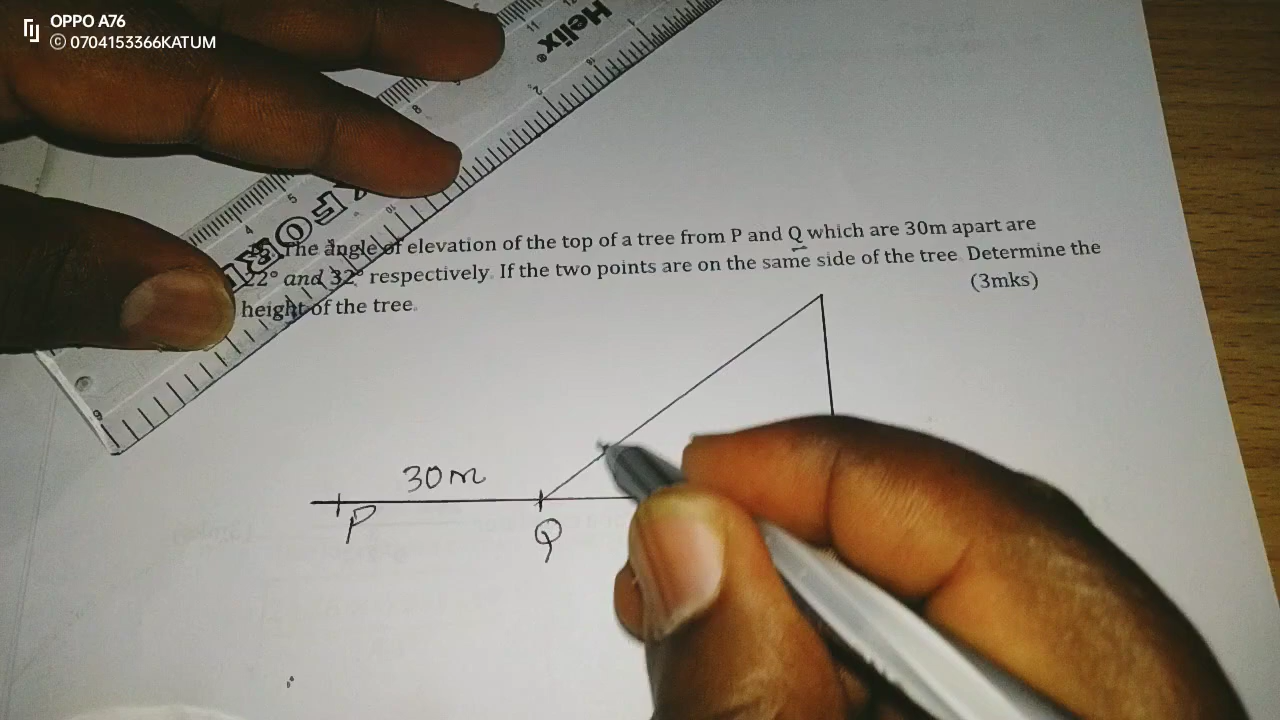 OPPO A76
© 0704153366KATUM
Helix
The angle of elevation of the top of a tree from P and Q which are 30m apart are
22° and 32° respectively. If the two points are on the same side of the tree. Determine the
height of the tree.
(3mks)
30m
P
Q